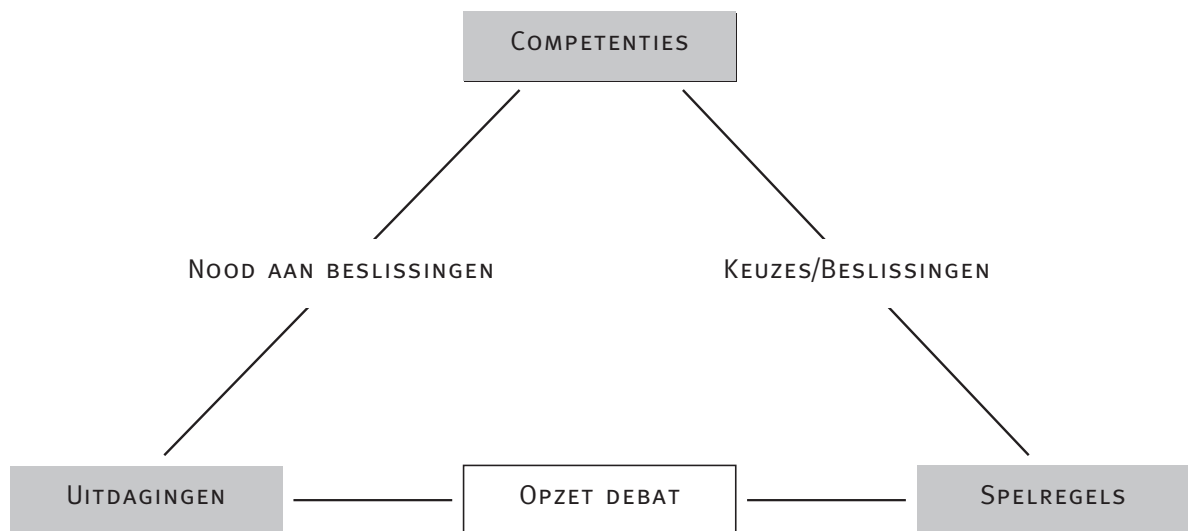 Competenties
Nood aan beslissingen
Keuzes/Beslissingen
Uitdagingen
Opzet debat
Spelregels